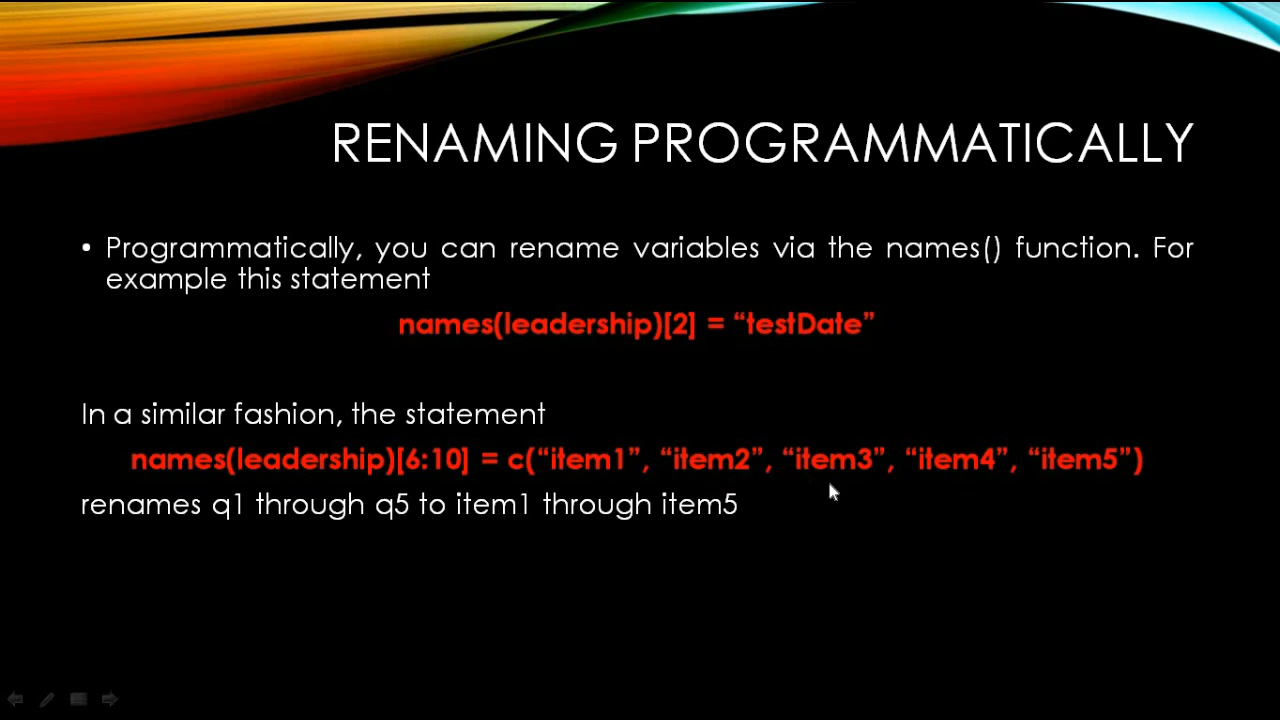 RENAMING PROGRAMMATICALLY
• Programmatically, you can rename variables via the names() function. For
example this statement
names(leadership)[2] = “testDate”
In a similar fashion, the statement
names(leadership)[6:10] = c(“item1”, “item2”, “item3”, “item4”, “item5”)
renames q1 through q5 to item1 through item5